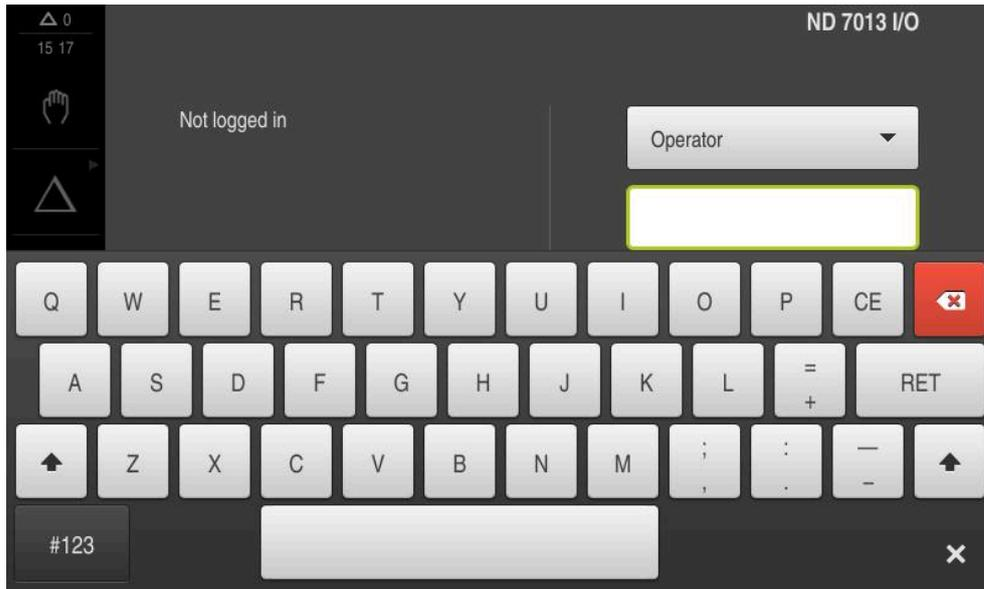 0
ND 7013 I/O
15 17
Not logged in
Operator
Q W E R T Y U I O P CE
A S D F G H J K L = + RET
Z X C V B N M ; , : . — –
#123